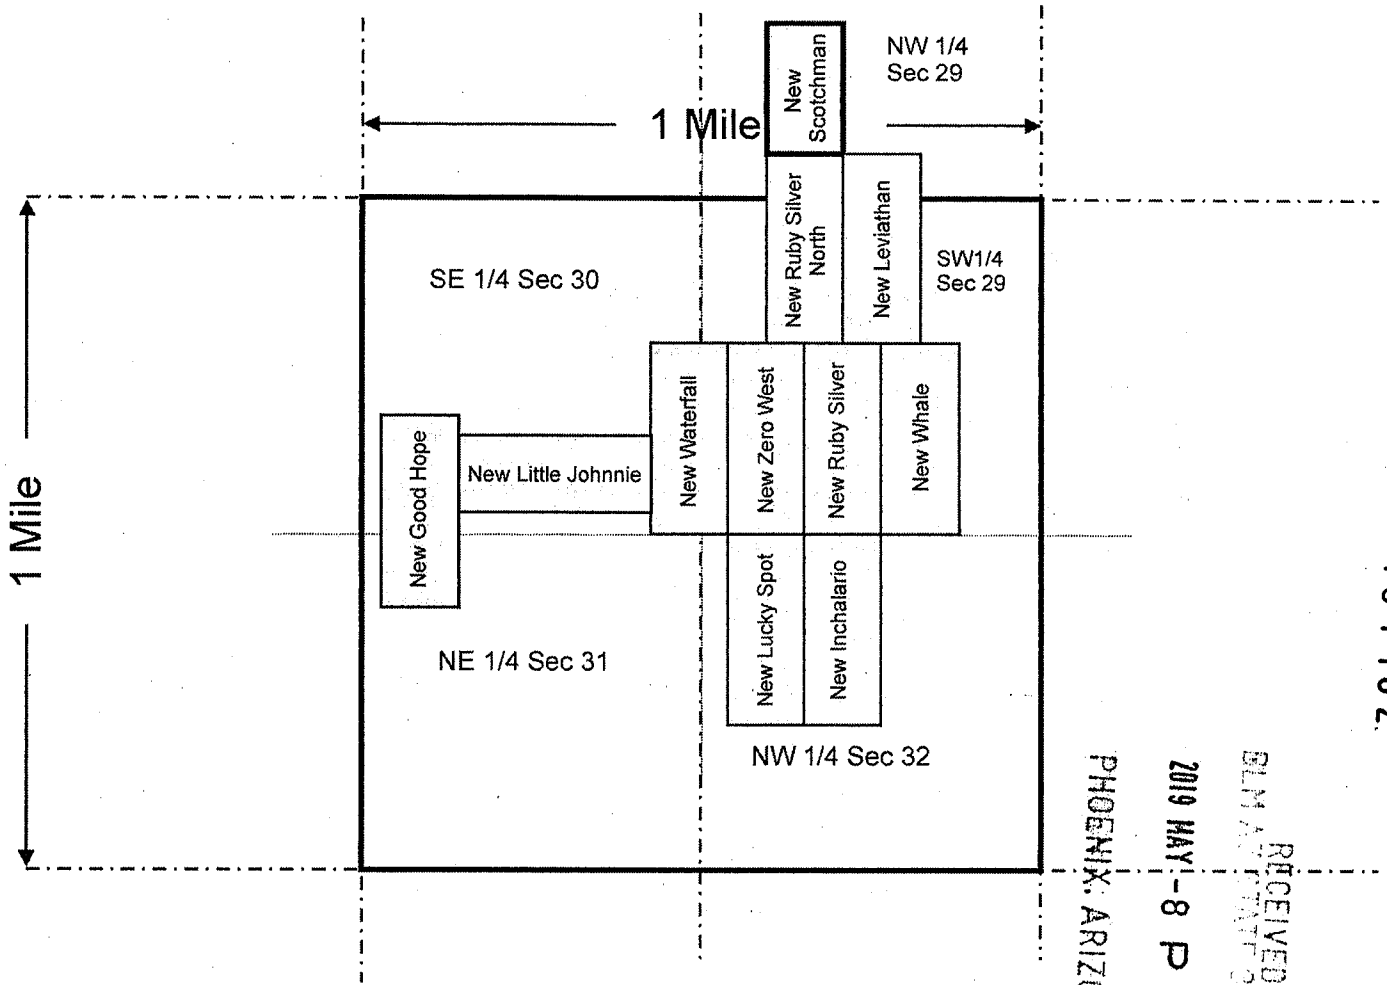 NW 1/4
Sec 29
New
Scotchman
1 Mile
New Ruby Silver
North
New Leviathan
SE 1/4 Sec 30
SW1/4
Sec 29
New Waterfall
New Zero West
New Ruby Silver
New Whale
New Good Hope
New Little Johnnie
1 Mile
New Lucky Spot
New Inchalario
NE 1/4 Sec 31
NW 1/4 Sec 32
RECEIVED
BLM AZ STATE
2019 MAY -8 P
PHOENIX, ARIZ